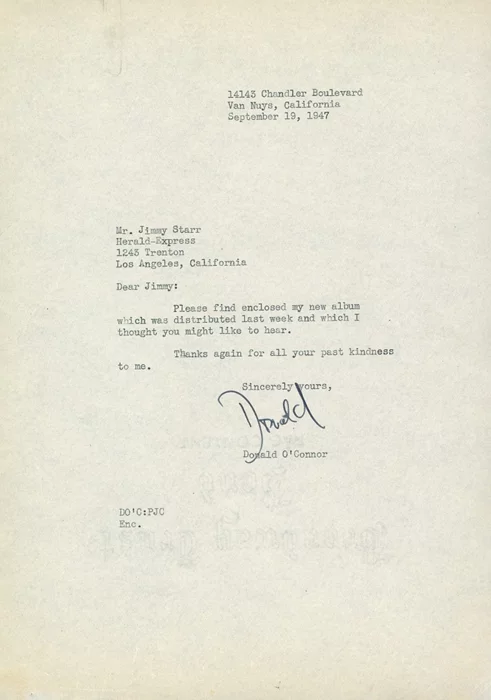 14143 Chandler Boulevard
Van Nuys, California
September 19, 1947
Mr. Jimmy Starr
Herald-Express
1243 Trenton
Los Angeles, California
Dear Jimmy:
Please find enclosed my new album
which was distributed last week and which I
thought you might like to hear.
Thanks again for all your past kindness
to me.
Sincerely yours,
Donald
Donald O'Connor
DO'C:PJC
Enc.